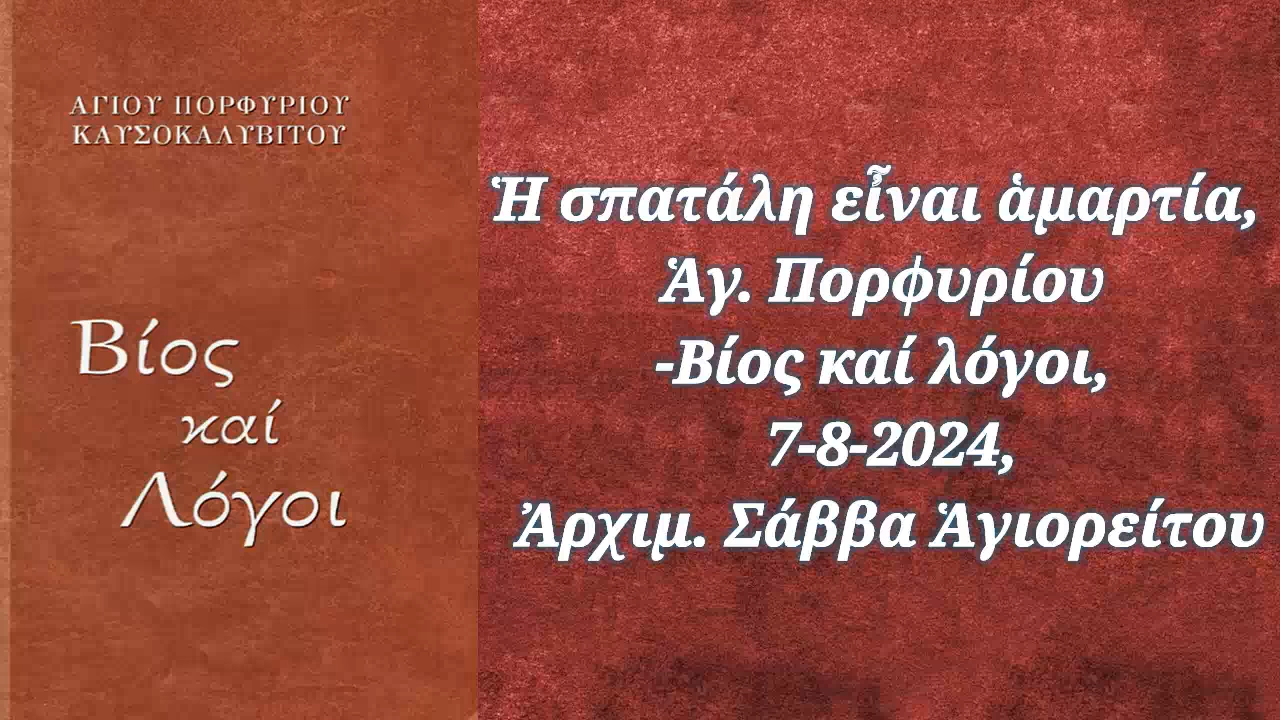 ΑΓΙΟΥ ΠΟΡΦΥΡΙΟΥ
ΚΑΥΣΟΚΑΛΥΒΙΤΟΥ
Βίος
καί
Λόγοι
Ἡ σπατάλη εἶναι ἁμαρτία,
Ἁγ. Πορφυρίου
-Βίος καί λόγοι,
7-8-2024,
Ἀρχιμ. Σάββα Ἁγιορείτου